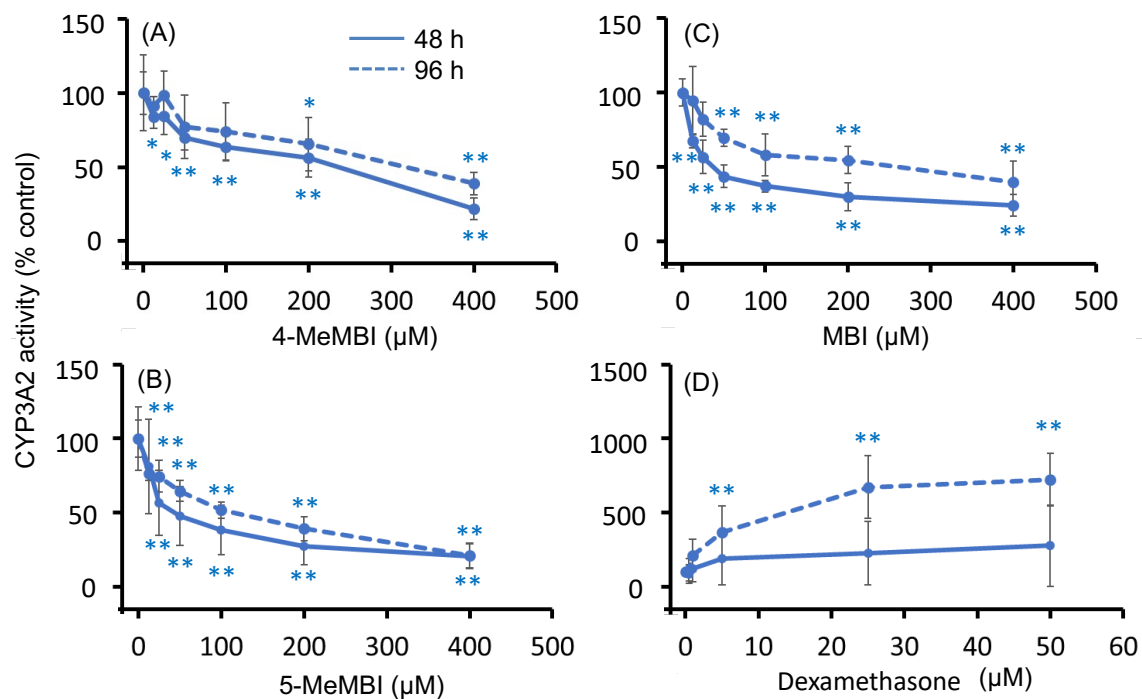 CYP3A2 activity (% control)
(A)
48 h
96 h
150
100
50
0
*
*
*
**
**
**
**
**
0 100 200 300 400 500
4-MeMBI (µM)
(C)
150
100
50
0
** ** ** **
** ** ** ** ** **
0 100 200 300 400 500
MBI (µM)
(B)
150
100
50
0
**
**
**
**
**
**
**
**
**
**
**
0 100 200 300 400 500
5-MeMBI (µM)
(D)
1500
1000
500
0
**
**
**
0 10 20 30 40 50 60
Dexamethasone (µM)